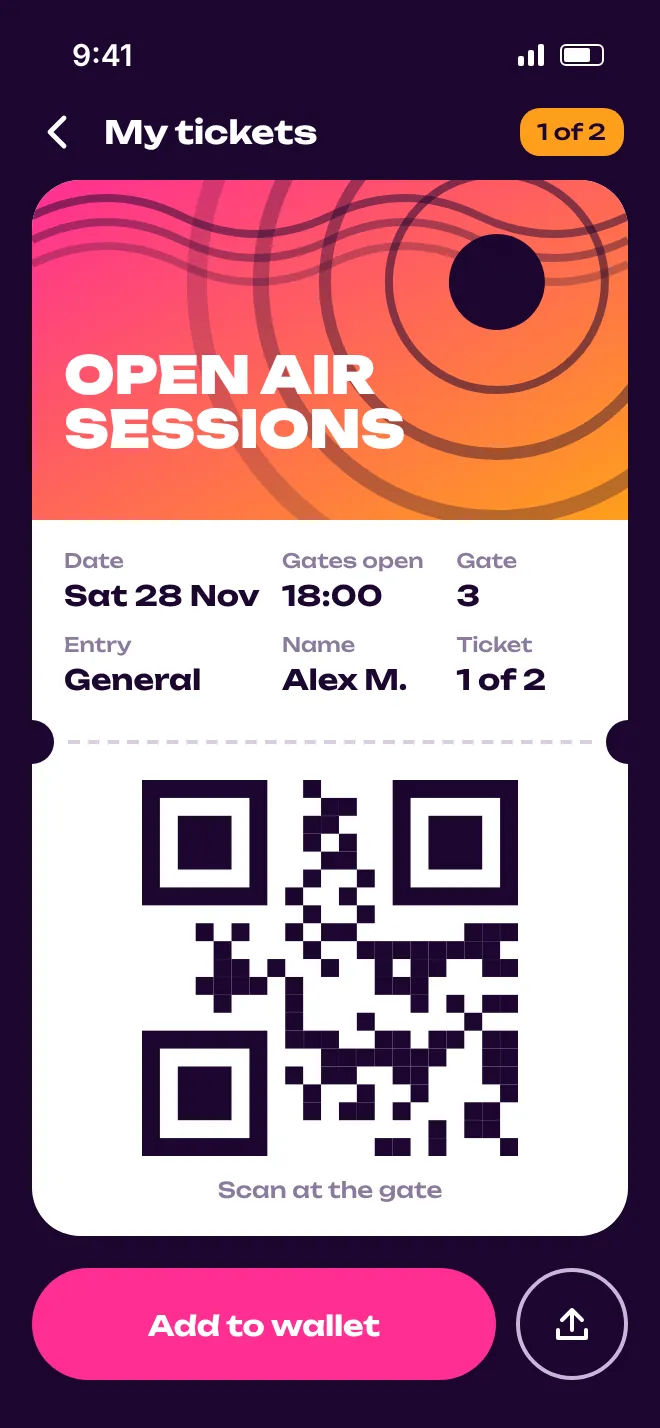 9:41
My tickets
1 of 2
OPEN AIR
SESSIONS
Date Gates open Gate
Sat 28 Nov 18:00 3
Entry Name Ticket
General Alex M. 1 of 2
Scan at the gate
Add to wallet